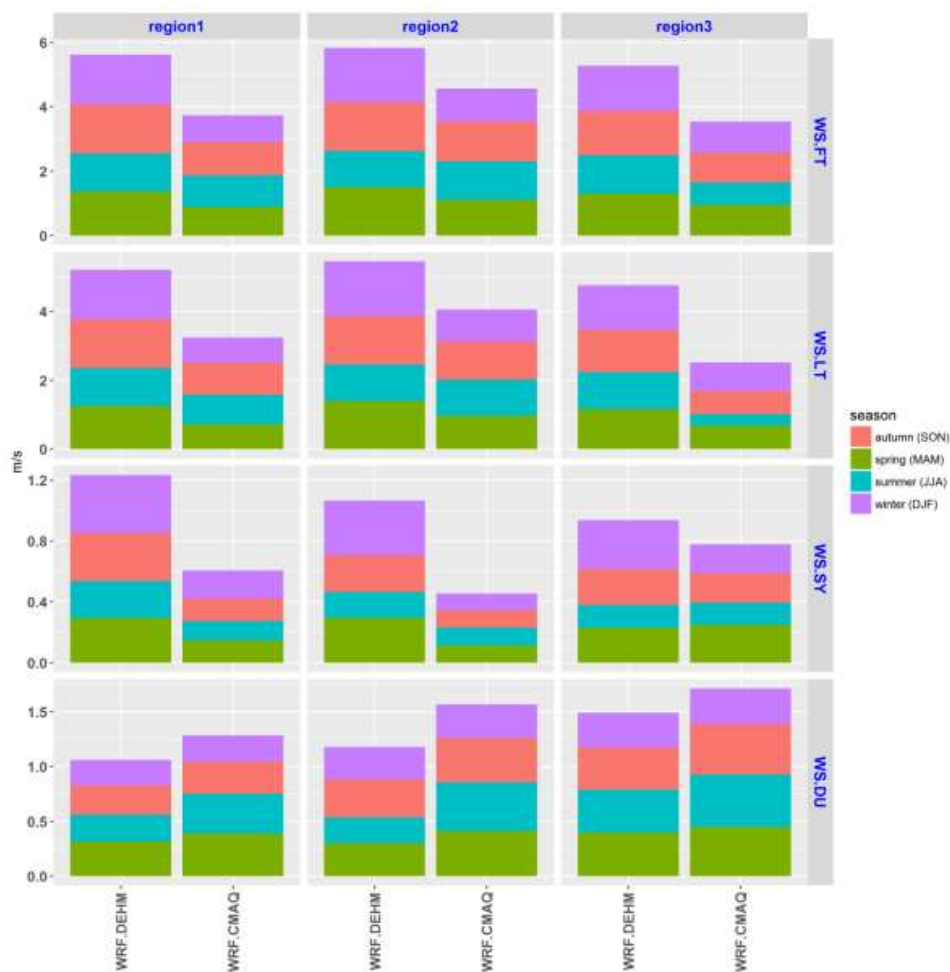 region1 region2 region3
6
4
2
0
WS.FT
4
2
0
WS.LT
m/s
1.2
0.8
0.4
0.0
WS.SY
1.5
1.0
0.5
0.0
WS.DU
WRF.DEHM WRF.CMAQ WRF.DEHM WRF.CMAQ WRF.DEHM WRF.CMAQ
season
autumn (SON)
spring (MAM)
summer (JJA)
winter (DJF)